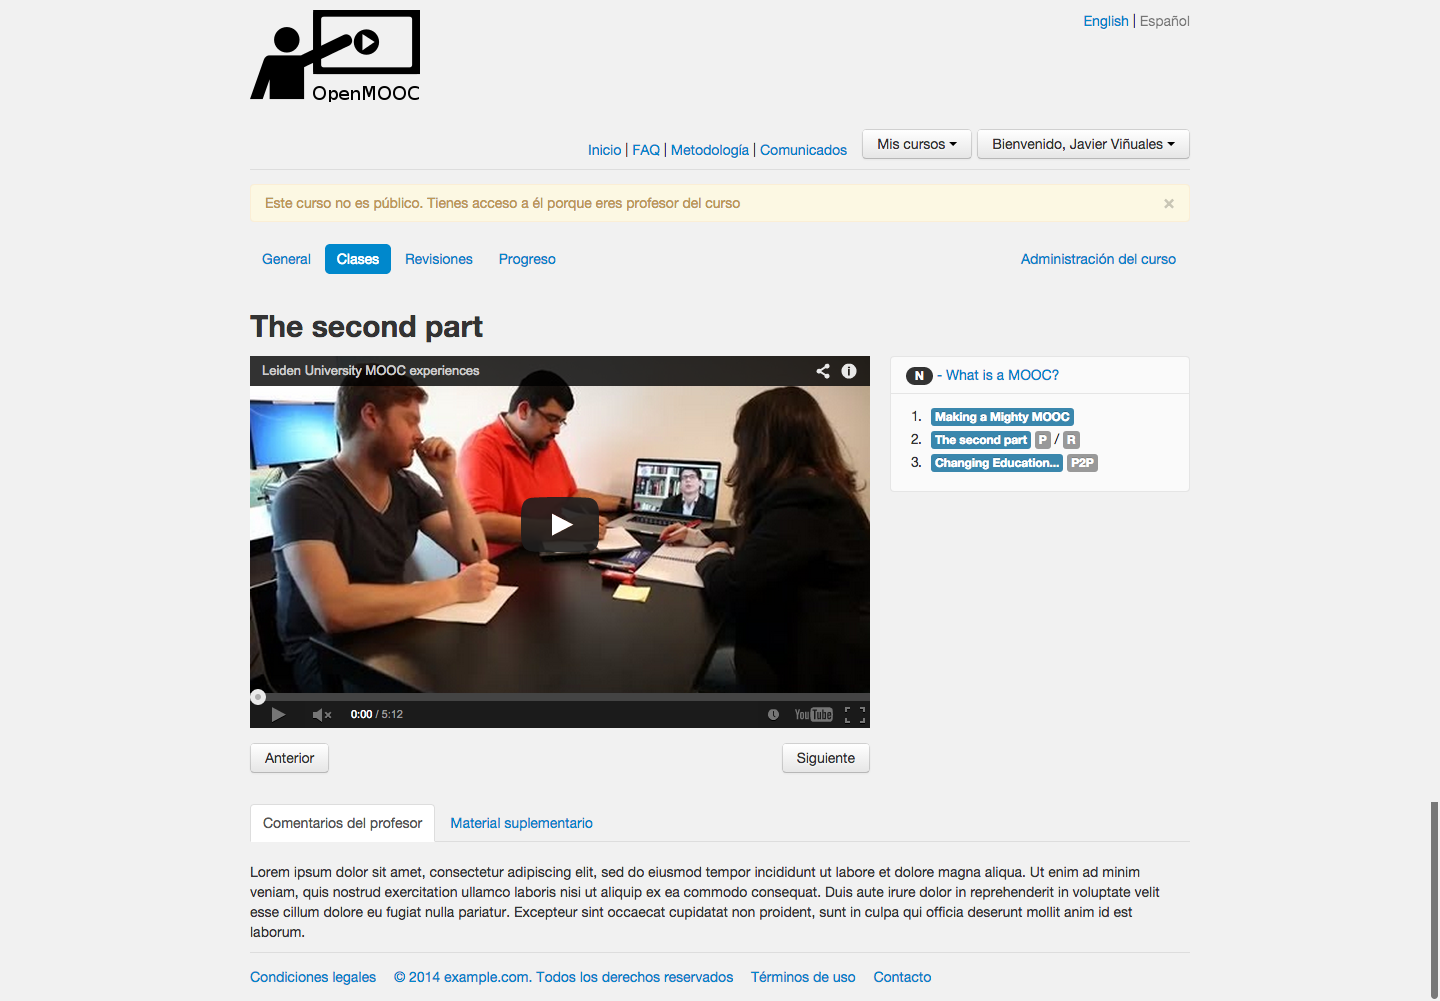 English | Español
OpenMOOC
Inicio | FAQ | Metodología | Comunicados
Mis cursos
Bienvenido, Javier Viñuales
Este curso no es público. Tienes acceso a él porque eres profesor del curso ×
General Clases Revisiones Progreso Administración del curso
The second part
Leiden University MOOC experiences
N - What is a MOOC?
1. Making a Mighty MOOC
2. The second part P / R
3. Changing Education... P2P
0:00 / 5:12
YouTube
Anterior Siguiente
Comentarios del profesor Material suplementario
Lorem ipsum dolor sit amet, consectetur adipiscing elit, sed do eiusmod tempor incididunt ut labore et dolore magna aliqua. Ut enim ad minim
veniam, quis nostrud exercitation ullamco laboris nisi ut aliquip ex ea commodo consequat. Duis aute irure dolor in reprehenderit in voluptate velit
esse cillum dolore eu fugiat nulla pariatur. Excepteur sint occaecat cupidatat non proident, sunt in culpa qui officia deserunt mollit anim id est
laborum.
Condiciones legales © 2014 example.com. Todos los derechos reservados Términos de uso Contacto